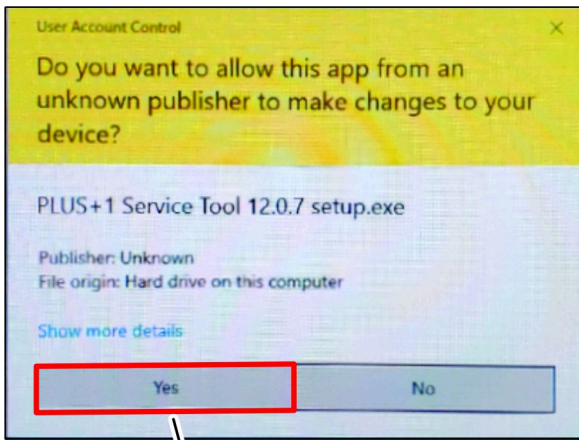 User Account Control
Do you want to allow this app from an
unknown publisher to make changes to your
device?
PLUS+1 Service Tool 12.0.7 setup.exe
Publisher: Unknown
File origin: Hard drive on this computer
Show more details
Yes
No